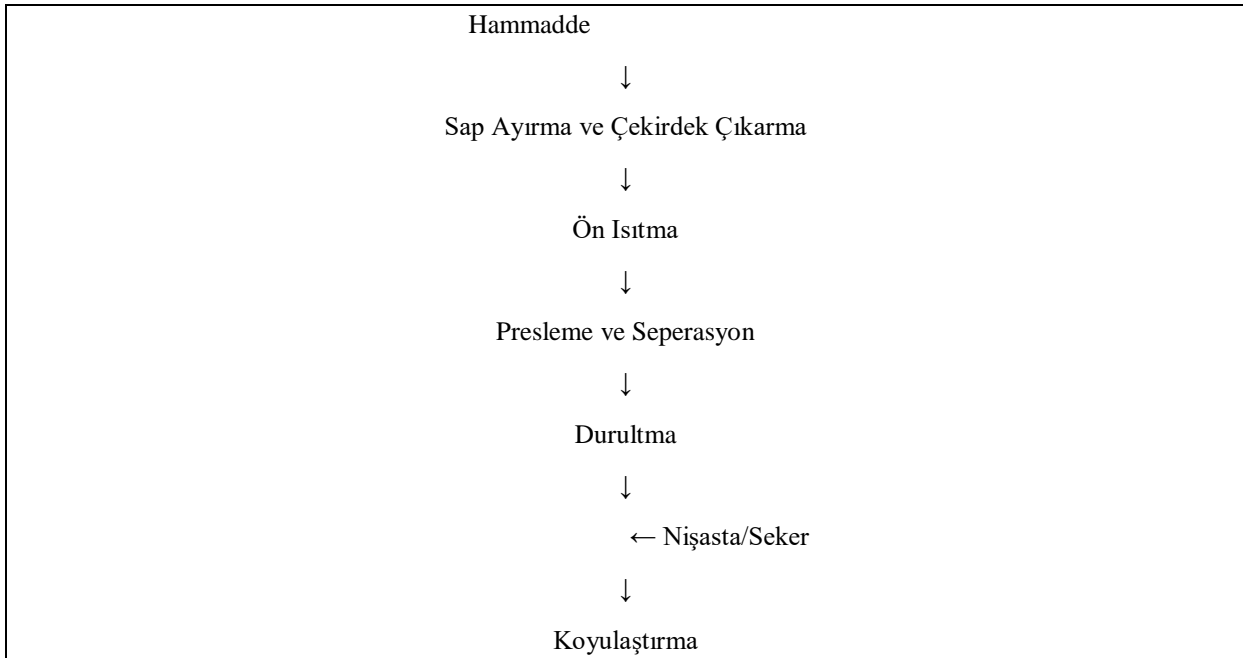 Hammadde
↓
Sap Ayırma ve Çekirdek Çıkarma
↓
Ön Isıtma
↓
Presleme ve Seperasyon
↓
Durultma
↓
← Nişasta/Seker
↓
Koyulaştırma